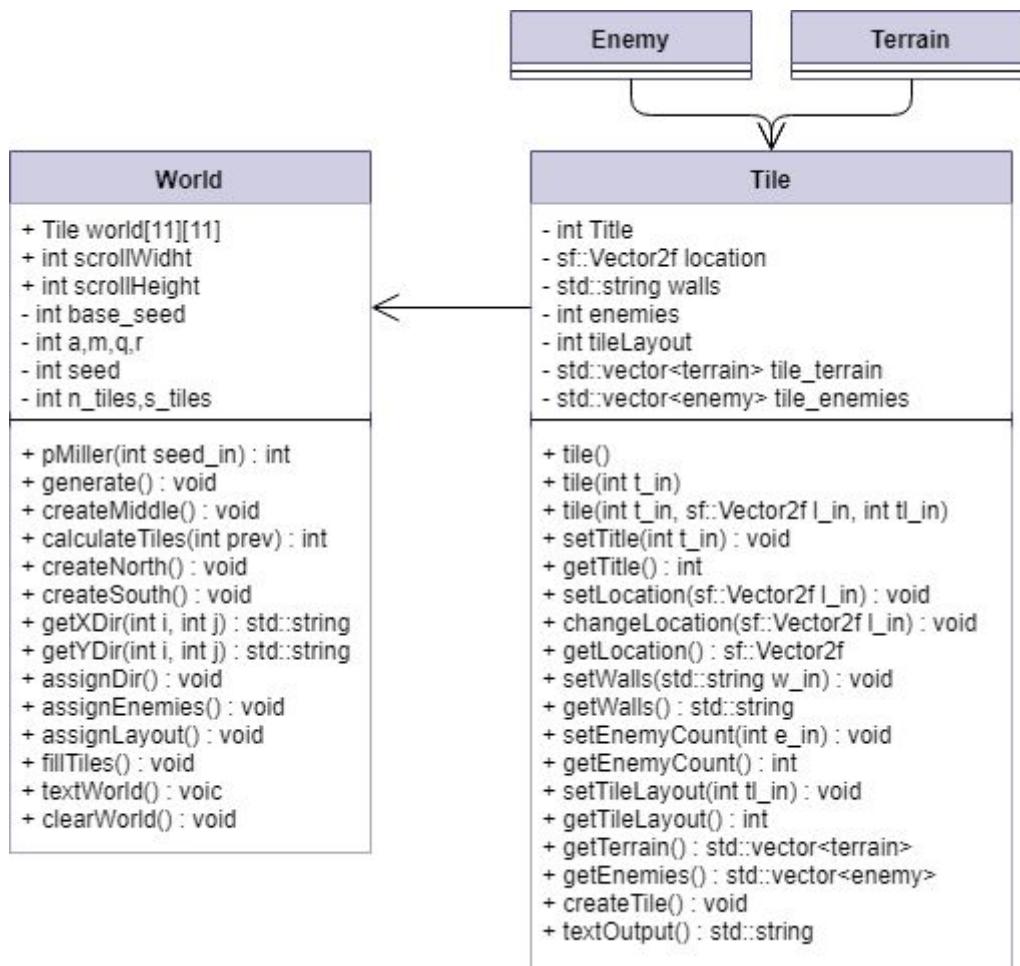 Enemy
Terrain
World
+ Tile world[11][11]
+ int scrollWidht
+ int scrollHeight
- int base_seed
- int a,m,q,r
- int seed
- int n_tiles,s_tiles
+ pMiller(int seed_in) : int
+ generate() : void
+ createMiddle() : void
+ calculateTiles(int prev) : int
+ createNorth() : void
+ createSouth() : void
+ getXDir(int i, int j) : std::string
+ getYDir(int i, int j) : std::string
+ assignDir() : void
+ assignEnemies() : void
+ assignLayout() : void
+ fillTiles() : void
+ textWorld() : voic
+ clearWorld() : void
Tile
- int Title
- sf::Vector2f location
- std::string walls
- int enemies
- int tileLayout
- std::vector<terrain> tile_terrain
- std::vector<enemy> tile_enemies
+ tile()
+ tile(int t_in)
+ tile(int t_in, sf::Vector2f l_in, int tl_in)
+ setTitle(int t_in) : void
+ getTitle() : int
+ setLocation(sf::Vector2f l_in) : void
+ changeLocation(sf::Vector2f l_in) : void
+ getLocation() : sf::Vector2f
+ setWalls(std::string w_in) : void
+ getWalls() : std::string
+ setEnemyCount(int e_in) : void
+ getEnemyCount() : int
+ setTileLayout(int tl_in) : void
+ getTileLayout() : int
+ getTerrain() : std::vector<terrain>
+ getEnemies() : std::vector<enemy>
+ createTile() : void
+ textOutput() : std::string